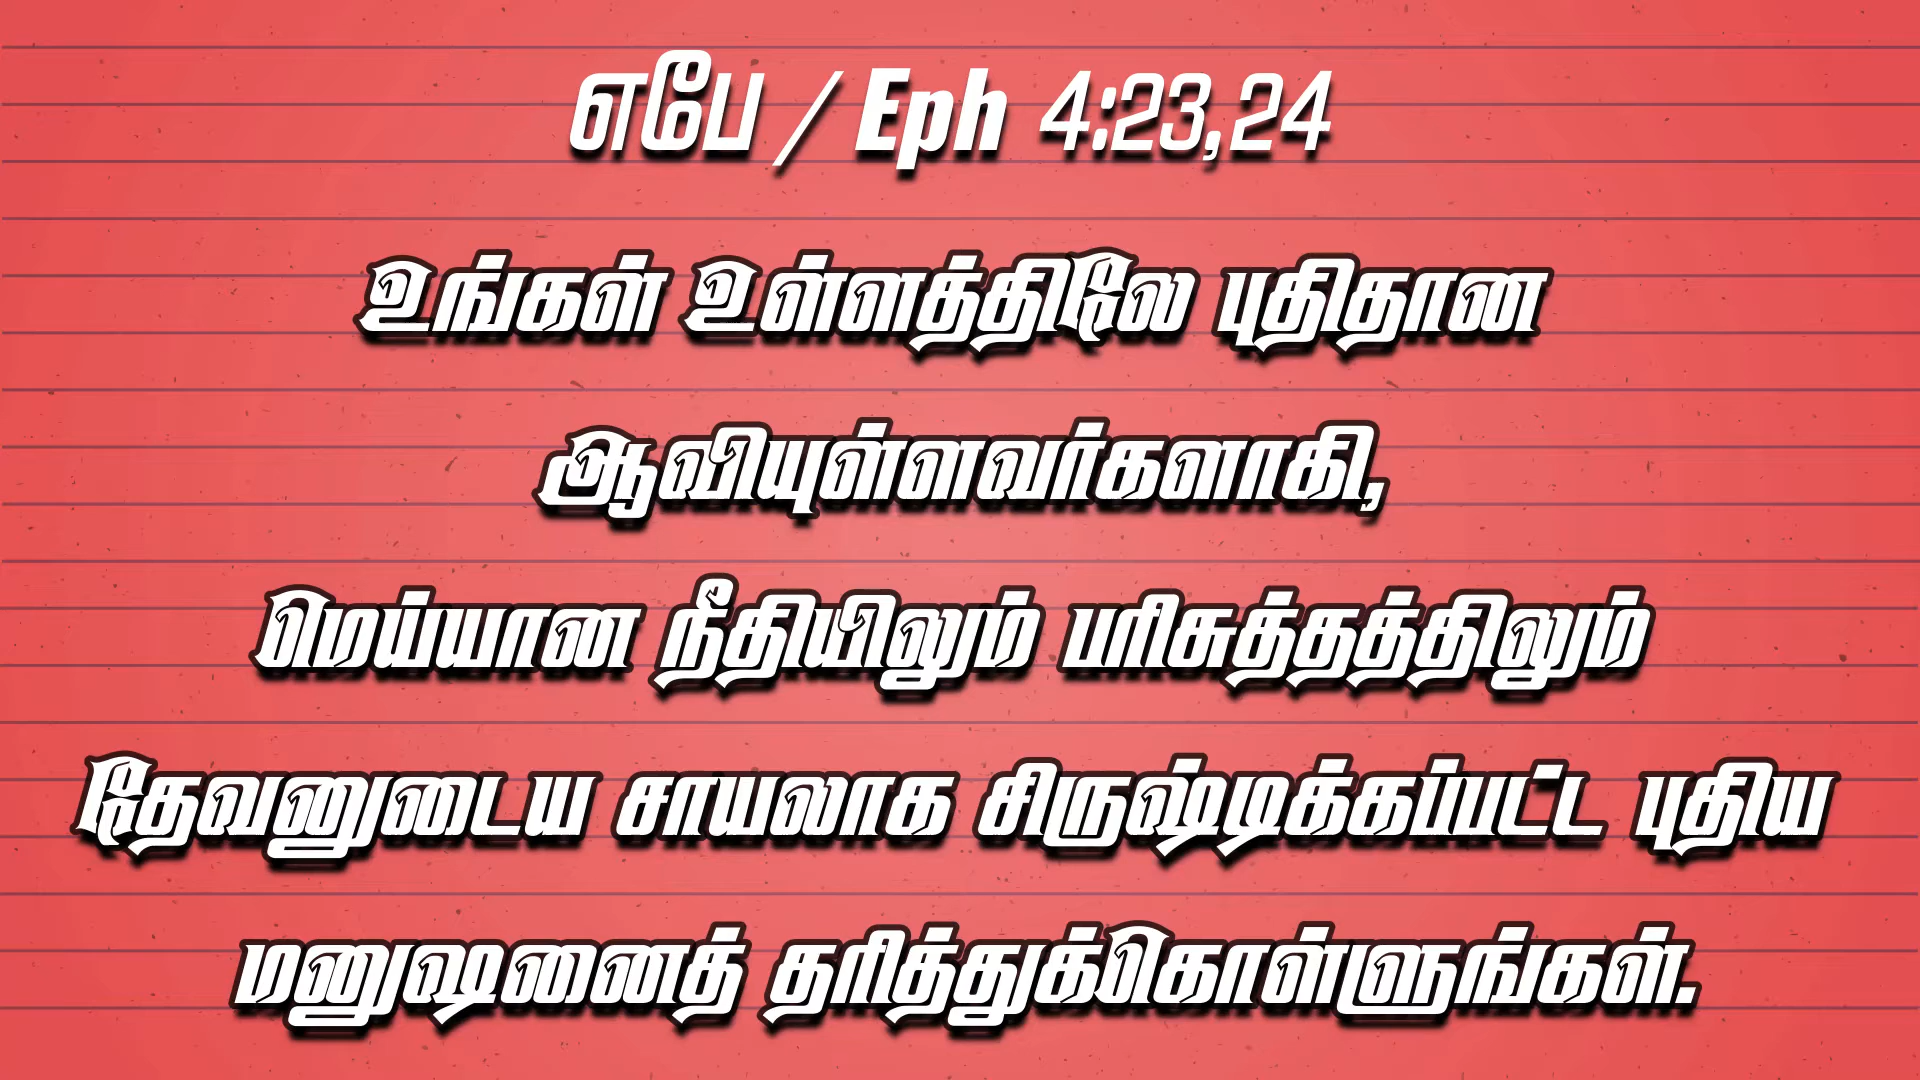 எபே / Eph 4:23,24
உங்கள் உள்ளத்திலே புதிதான
ஆவியுள்ளவர்களாகி,
மெய்யான நீதியிலும் பரிசுத்தத்திலும்
தேவனுடைய சாயலாக சிருஷ்டிக்கப்பட்ட புதிய
மனுஷனைத் தரித்துக்கொள்ளுங்கள்.